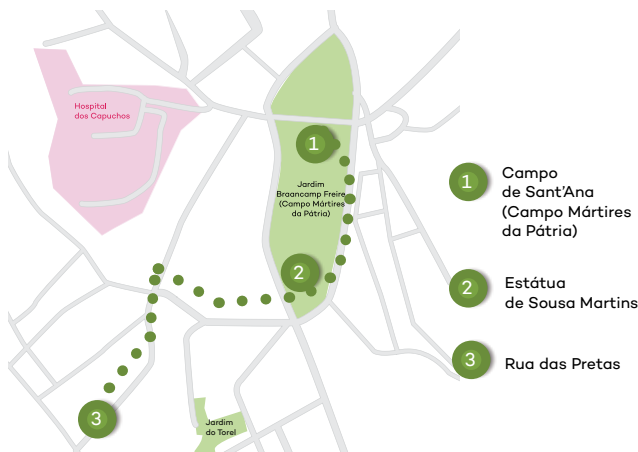 Hospital
dos Capuchos
1
Jardim
Braancamp Freire
(Campo Mártires
da Pátria)
2
3
Jardim
do Torel
1
Campo
de Sant'Ana
(Campo Mártires
da Pátria)
2
Estátua
de Sousa Martins
3
Rua das Pretas